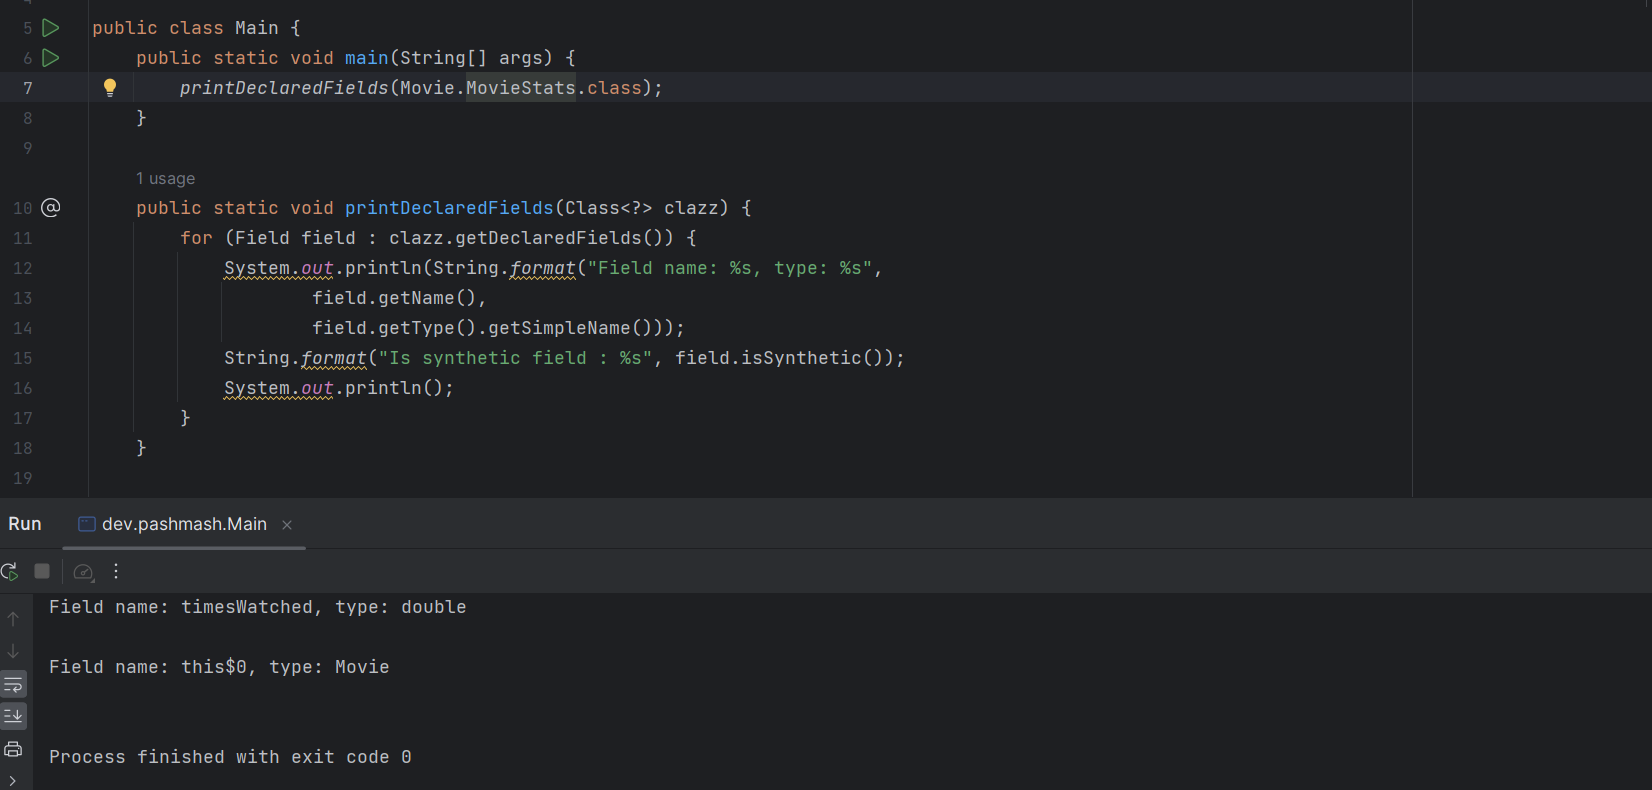 5 public class Main {
6 public static void main(String[] args) {
7 printDeclaredFields(Movie.MovieStats.class);
8 }
9
1 usage
10 public static void printDeclaredFields(Class<?> clazz) {
11 for (Field field : clazz.getDeclaredFields()) {
12 System.out.println(String.format("Field name: %s, type: %s",
13 field.getName(),
14 field.getType().getSimpleName()));
15 String.format("Is synthetic field : %s", field.isSynthetic());
16 System.out.println();
17 }
18 }
19
Run dev.pashmash.Main
Field name: timesWatched, type: double
Field name: this$0, type: Movie
Process finished with exit code 0